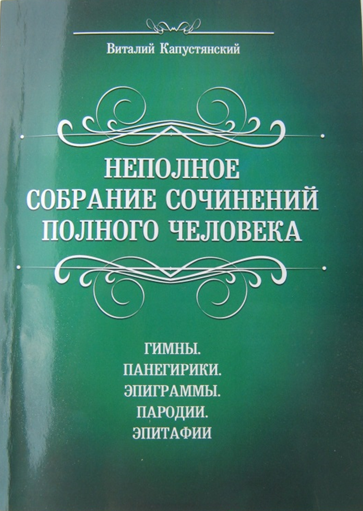 Виталий Капустянский
НЕПОЛНОЕ
СОБРАНИЕ СОЧИНЕНИЙ
ПОЛНОГО ЧЕЛОВЕКА
ГИМНЫ.
ПАНЕГИРИКИ.
ЭПИГРАММЫ.
ПАРОДИИ.
ЭПИТАФИИ